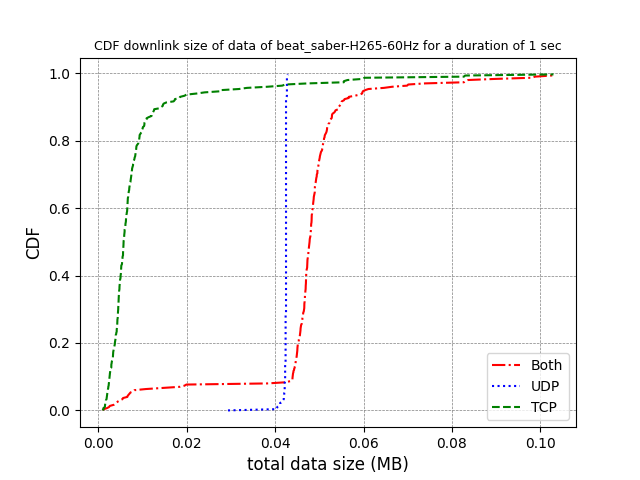 CDF downlink size of data of beat_saber-H265-60Hz for a duration of 1 sec
1.0
0.8
0.6
0.4
0.2
0.0
CDF
Both
UDP
TCP
0.00 0.02 0.04 0.06 0.08 0.10
total data size (MB)